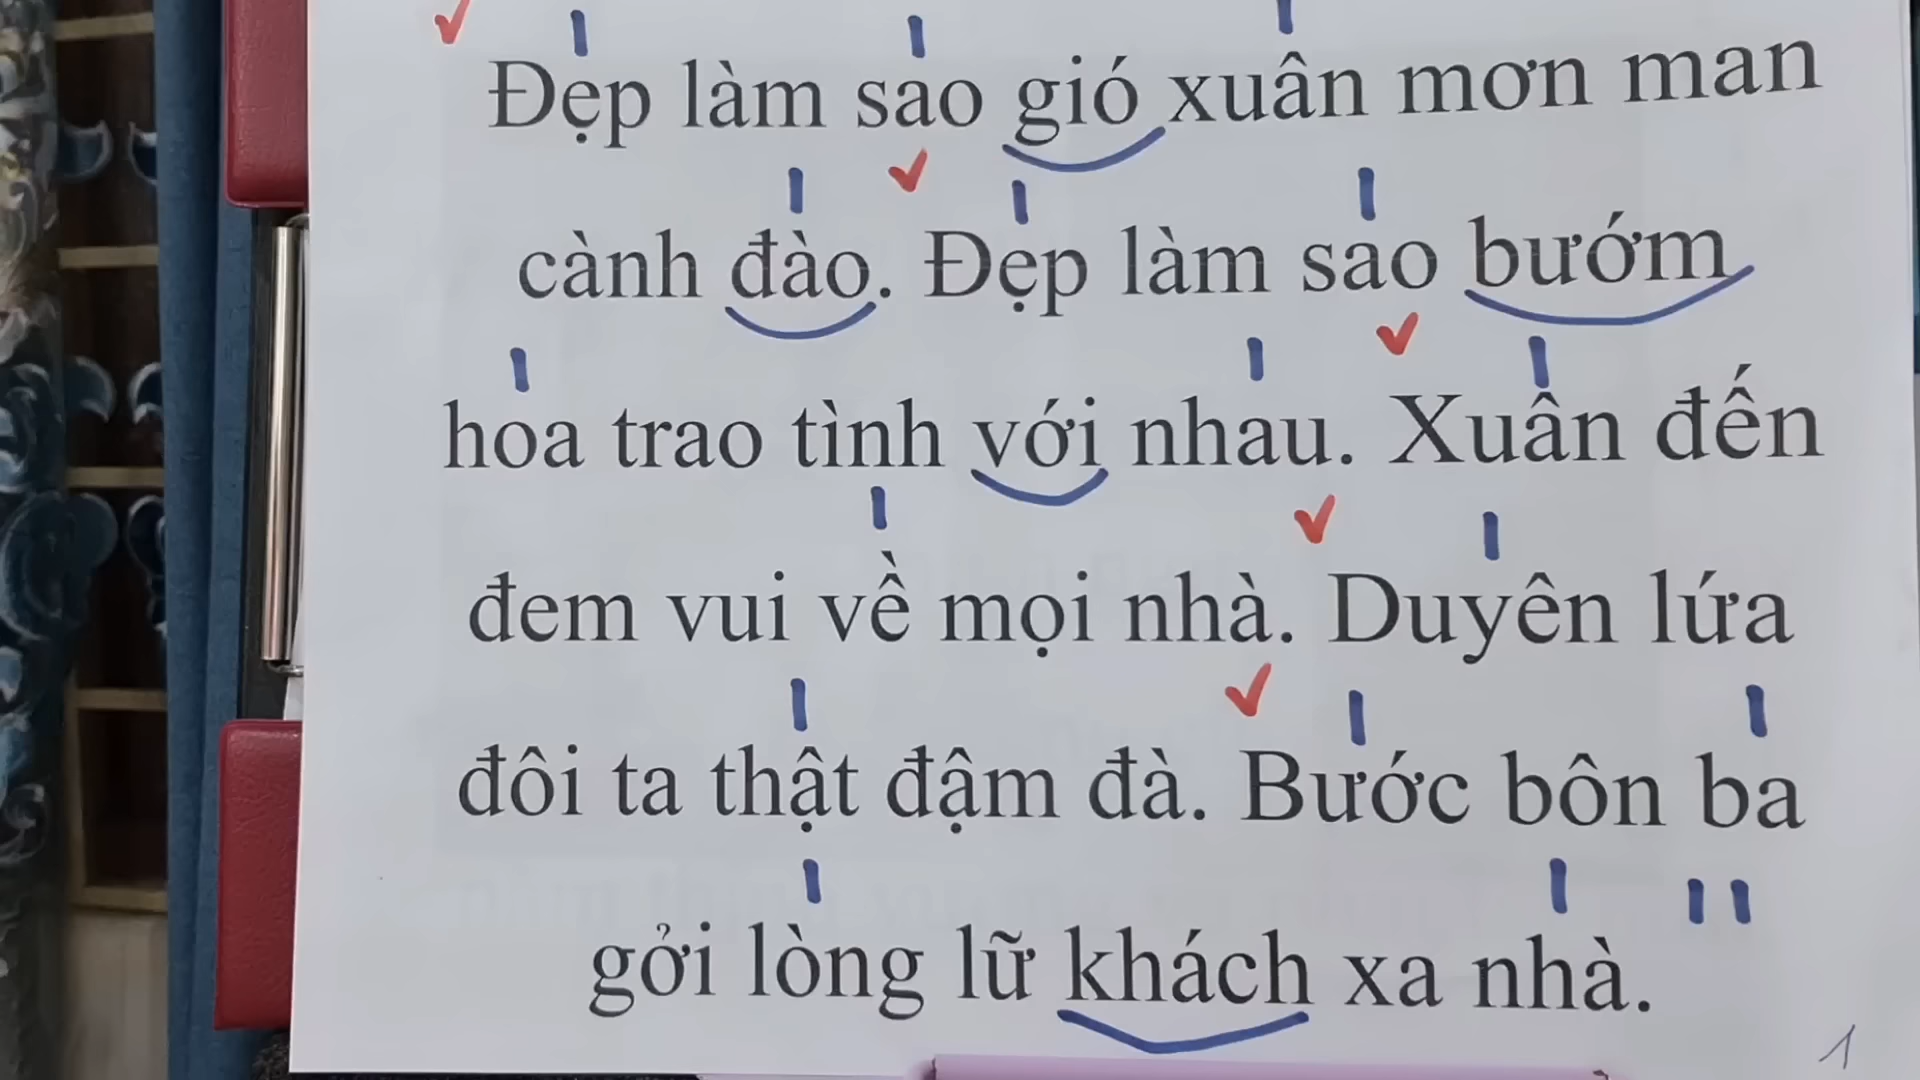 Đẹp làm sao gió xuân mơn man
cành đào. Đẹp làm sao bướm
hoa trao tình với nhau. Xuân đến
đem vui về mọi nhà. Duyên lứa
đôi ta thật đậm đà. Bước bôn ba
gởi lòng lữ khách xa nhà.
1